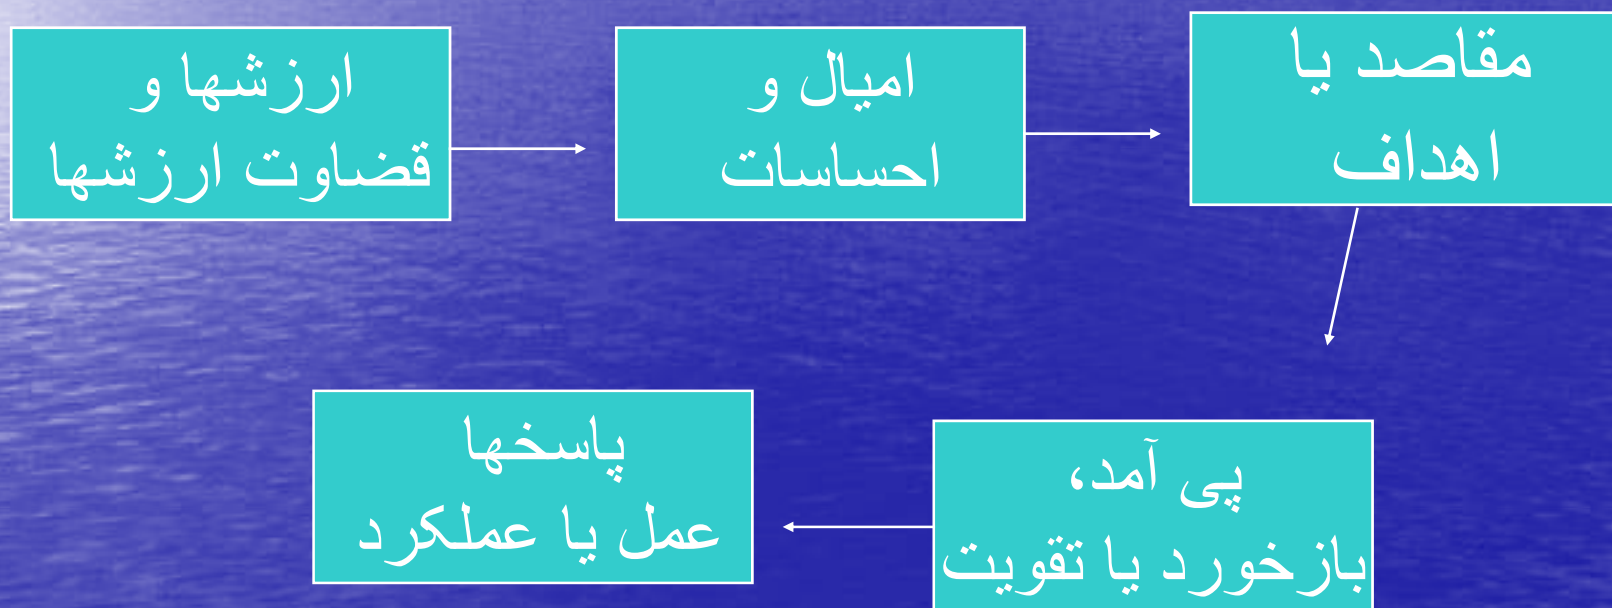 ارزشها و
قضاوت ارزشها
امیال و
احساسات
مقاصد یا
اهداف
پی آمد،
بازخورد یا تقویت
پاسخها
عمل یا عملکرد